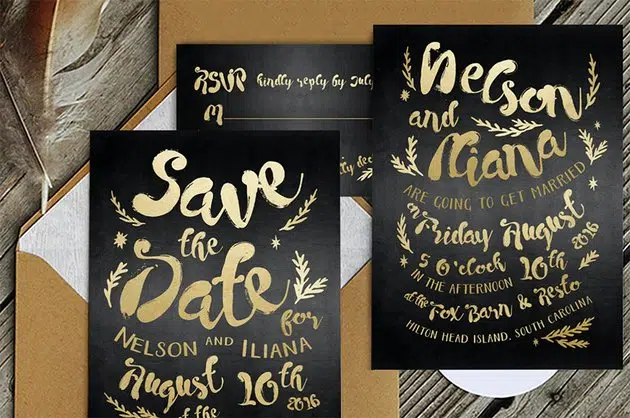 RSVP kindly reply by July
M
Save
the
Date
for
NELSON AND ILIANA
August 10th
2016
at the
Nelson
and
Iliana
ARE GOING TO GET MARRIED
on Friday August
5 O'clock 10th 2016
IN THE AFTERNOON
at the Fox Barn & Resto
HILTON HEAD ISLAND, SOUTH CAROLINA